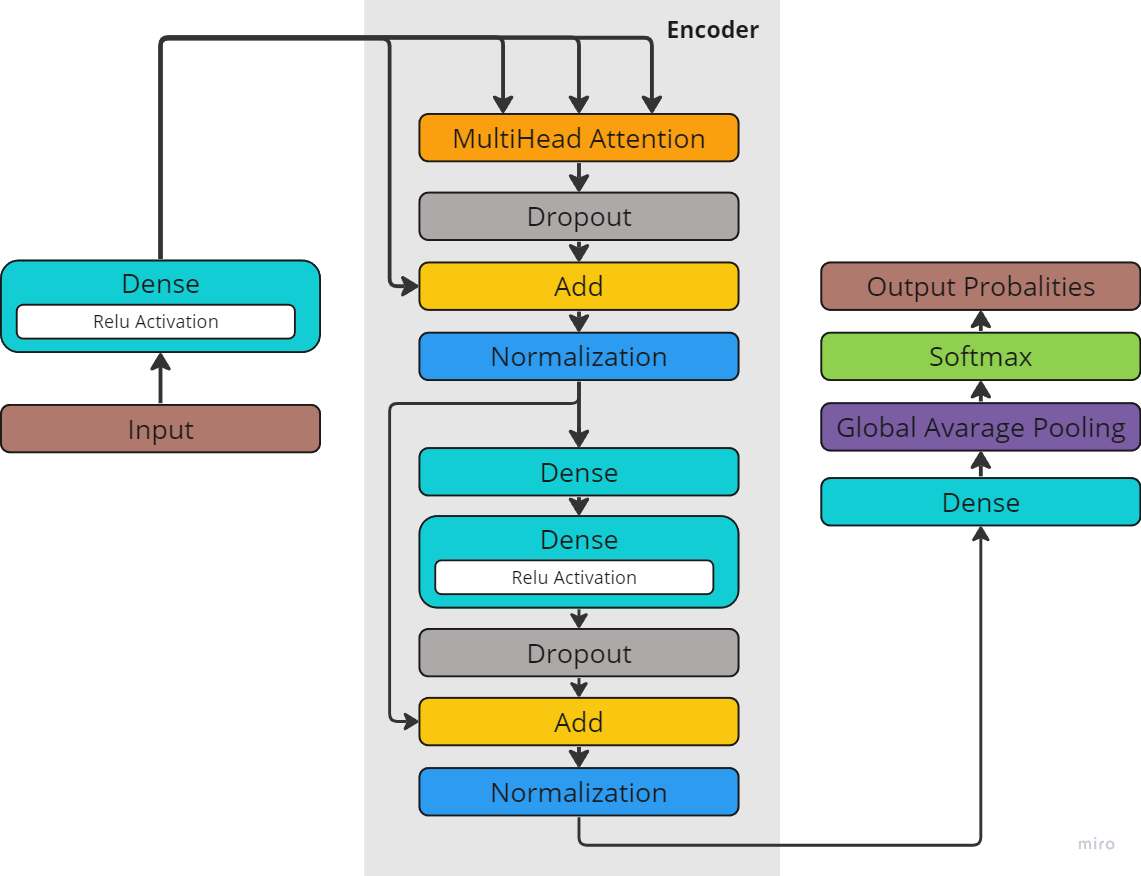 Encoder
MultiHead Attention
Dropout
Add
Normalization
Dense
Dense
Relu Activation
Dropout
Add
Normalization
Dense
Relu Activation
Input
Output Probalities
Softmax
Global Avarage Pooling
Dense
miro